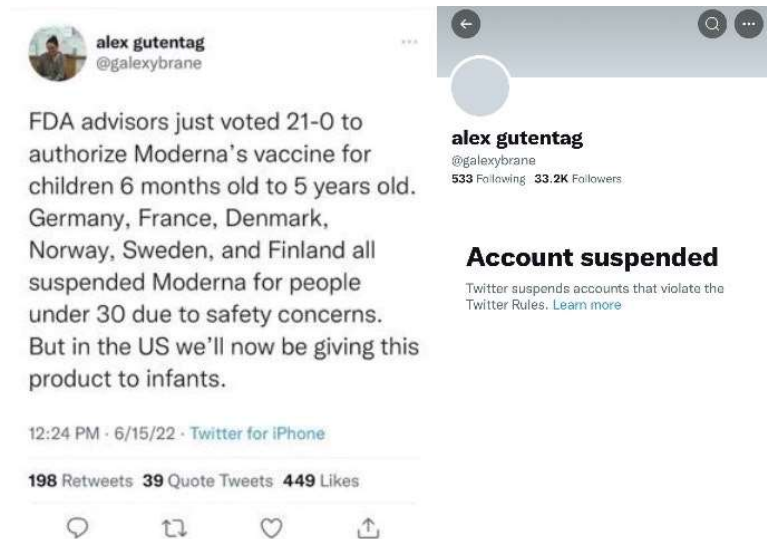 alex gutentag
@galexybrane
FDA advisors just voted 21-0 to
authorize Moderna's vaccine for
children 6 months old to 5 years old.
Germany, France, Denmark,
Norway, Sweden, and Finland all
suspended Moderna for people
under 30 due to safety concerns.
But in the US we'll now be giving this
product to infants.
12:24 PM · 6/15/22 · Twitter for iPhone
198 Retweets 39 Quote Tweets 449 Likes
alex gutentag
@galexybrane
533 Following 33.2K Followers
Account suspended
Twitter suspends accounts that violate the
Twitter Rules. Learn more